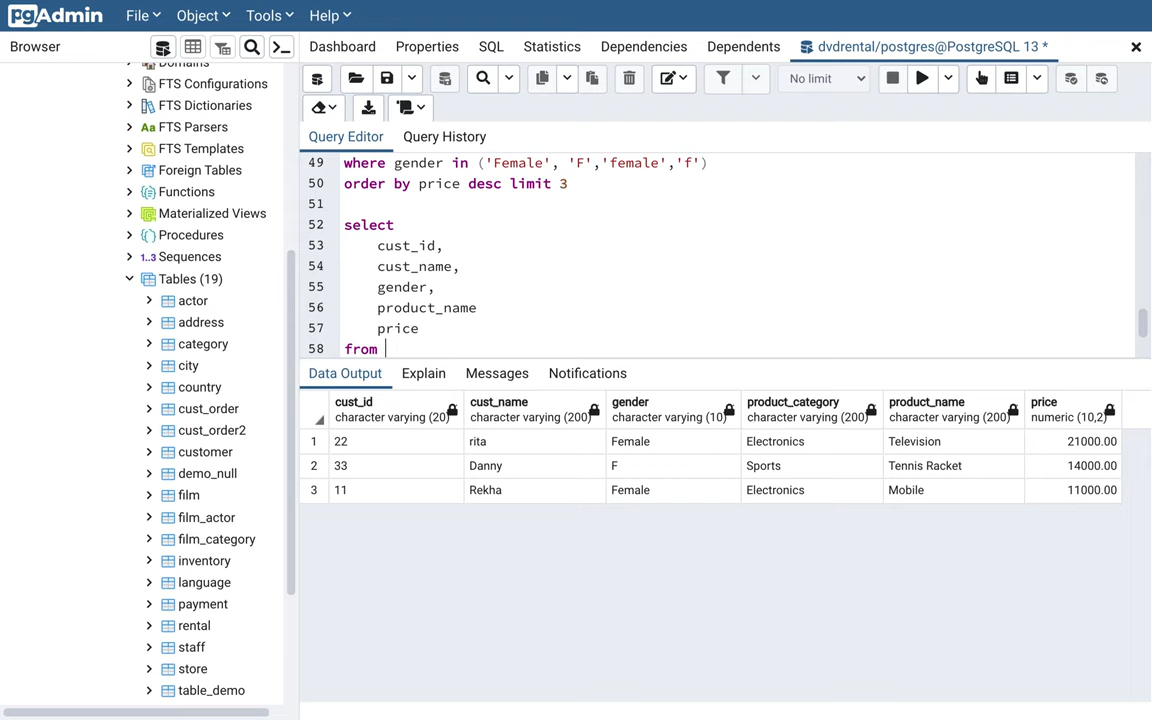 pgAdmin File Object Tools Help
Browser
Dashboard Properties SQL Statistics Dependencies Dependents dvdrental/postgres@PostgreSQL 13 *
No limit
Query Editor Query History
Domains
FTS Configurations
FTS Dictionaries
Aa FTS Parsers
FTS Templates
Foreign Tables
Functions
Materialized Views
Procedures
1..3 Sequences
Tables (19)
actor
address
category
city
country
cust_order
cust_order2
customer
demo_null
film
film_actor
film_category
inventory
language
payment
rental
staff
store
table_demo
49 where gender in ('Female', 'F','female','f')
50 order by price desc limit 3
51
52 select
53 cust_id,
54 cust_name,
55 gender,
56 product_name
57 price
58 from
Data Output Explain Messages Notifications
cust_id cust_name gender product_category product_name price
character varying (20) character varying (200) character varying (10) character varying (200) character varying (200) numeric (10,2)
1 22 rita Female Electronics Television 21000.00
2 33 Danny F Sports Tennis Racket 14000.00
3 11 Rekha Female Electronics Mobile 11000.00